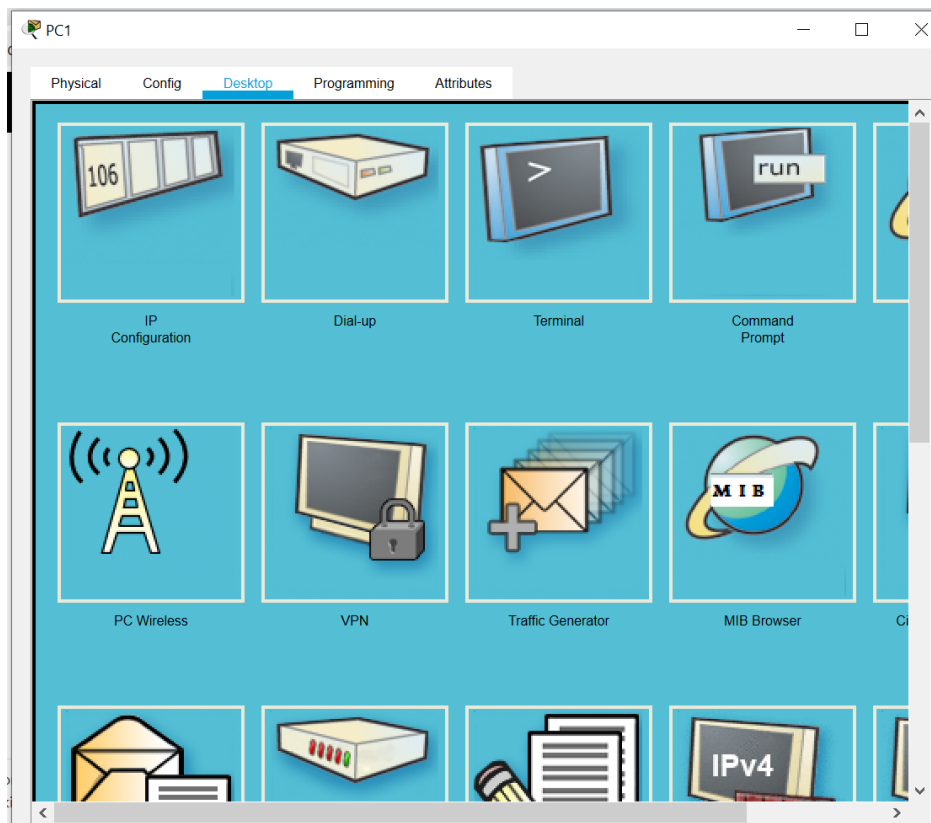 PC1
Physical Config Desktop Programming Attributes
106
>
run
IP
Configuration
Dial-up
Terminal
Command
Prompt
MIB
PC Wireless
VPN
Traffic Generator
MIB Browser
Ci
IPv4